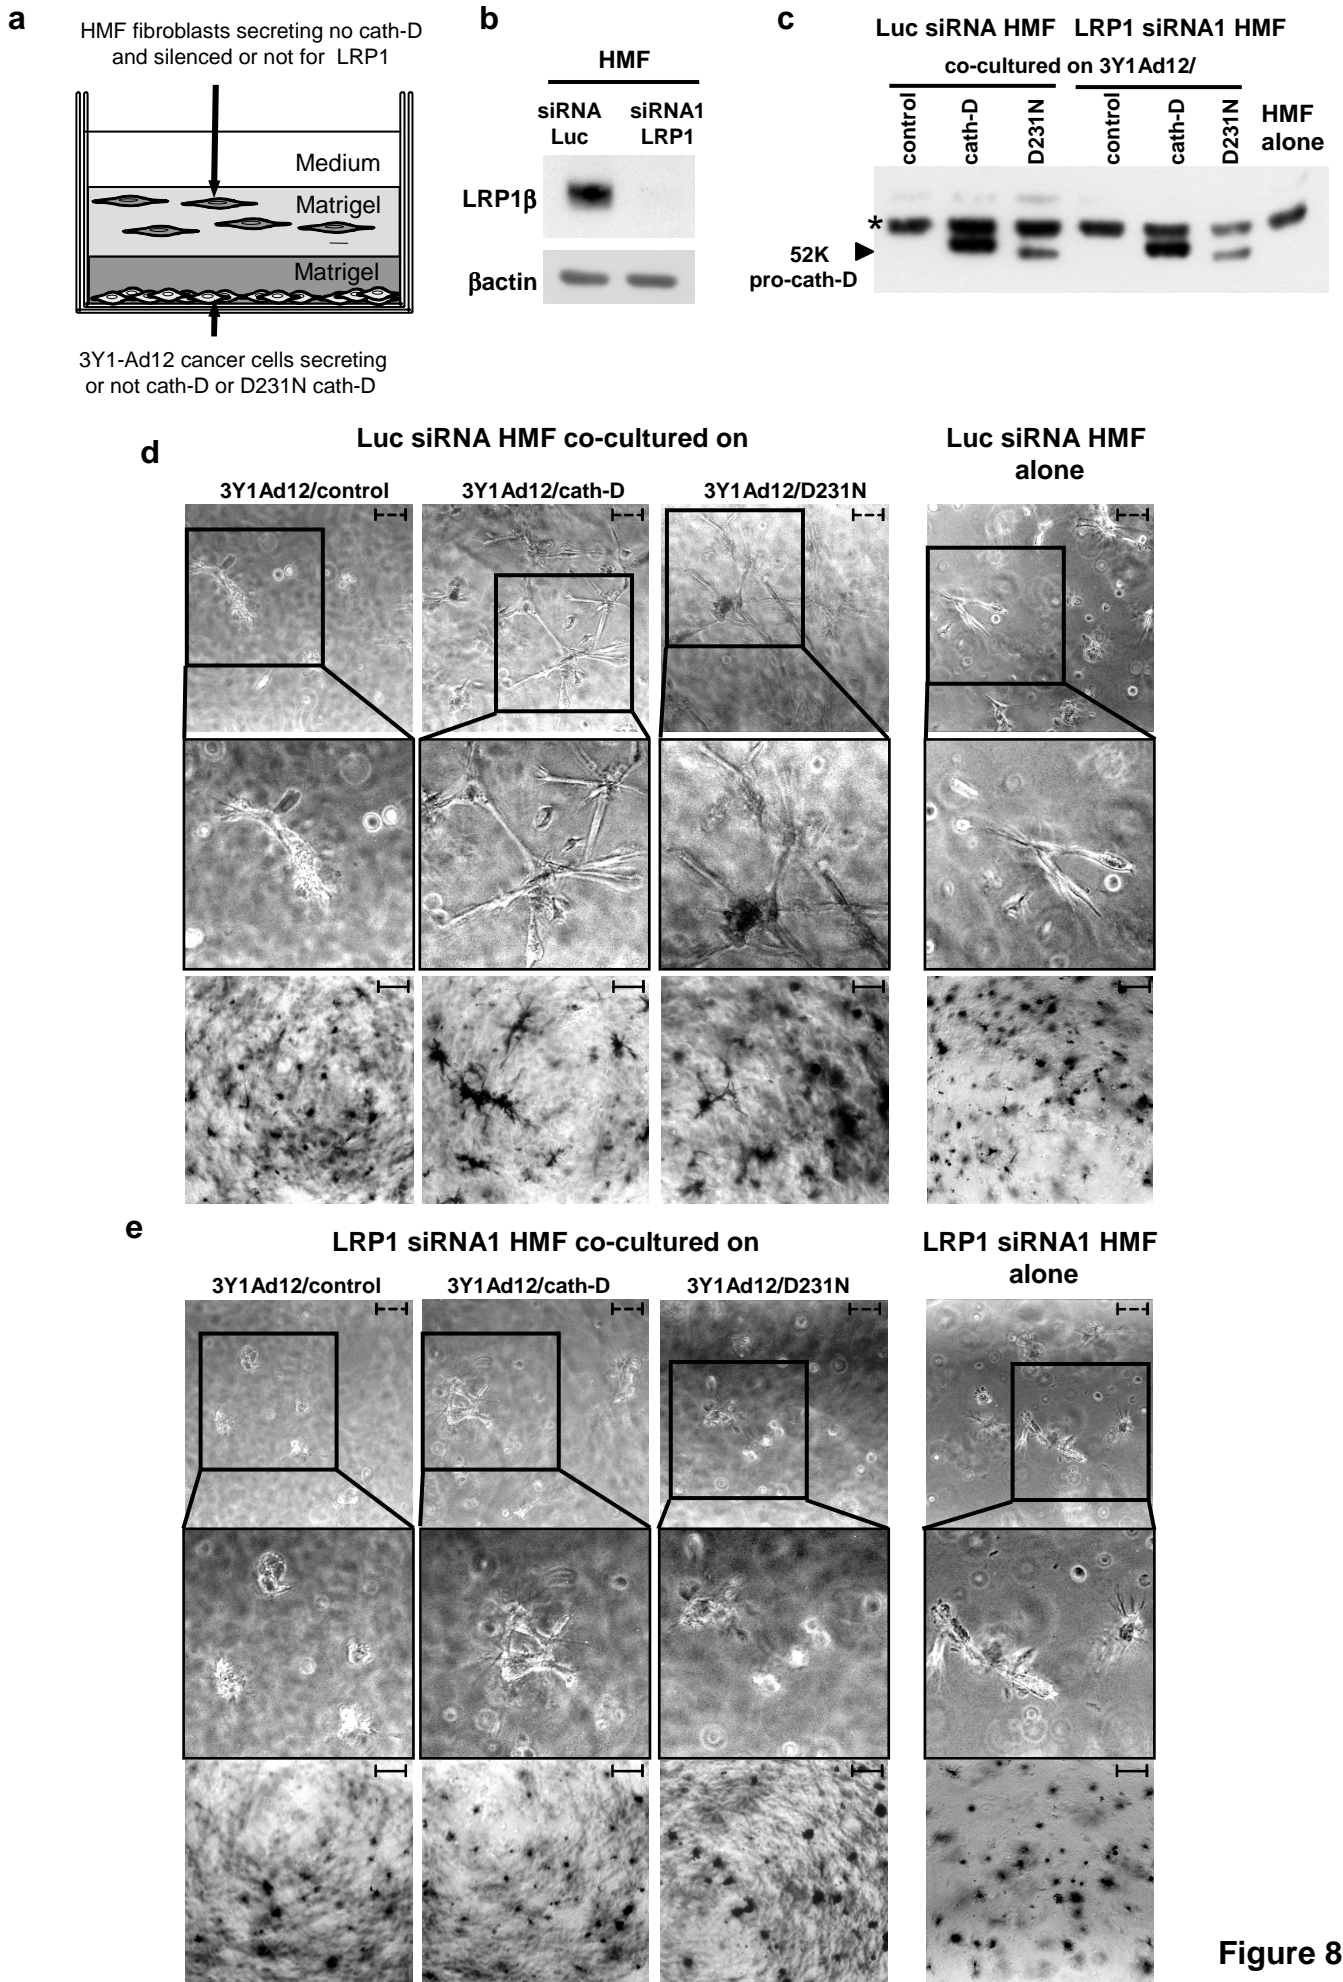 a
HMF fibroblasts secreting no cath-D
and silenced or not for LRP1
Medium
Matrigel
Matrigel
3Y1-Ad12 cancer cells secreting
or not cath-D or D231N cath-D
b
HMF
siRNA siRNA1
Luc LRP1
LRP1β
βactin
c
Luc siRNA HMF LRP1 siRNA1 HMF
co-cultured on 3Y1Ad12/
control
cath-D
D231N
control
cath-D
D231N
HMF
alone
*
52K
pro-cath-D
d
Luc siRNA HMF co-cultured on
Luc siRNA HMF
alone
3Y1Ad12/control 3Y1Ad12/cath-D 3Y1Ad12/D231N
e
LRP1 siRNA1 HMF co-cultured on
LRP1 siRNA1 HMF
alone
3Y1Ad12/control 3Y1Ad12/cath-D 3Y1Ad12/D231N
Figure 8